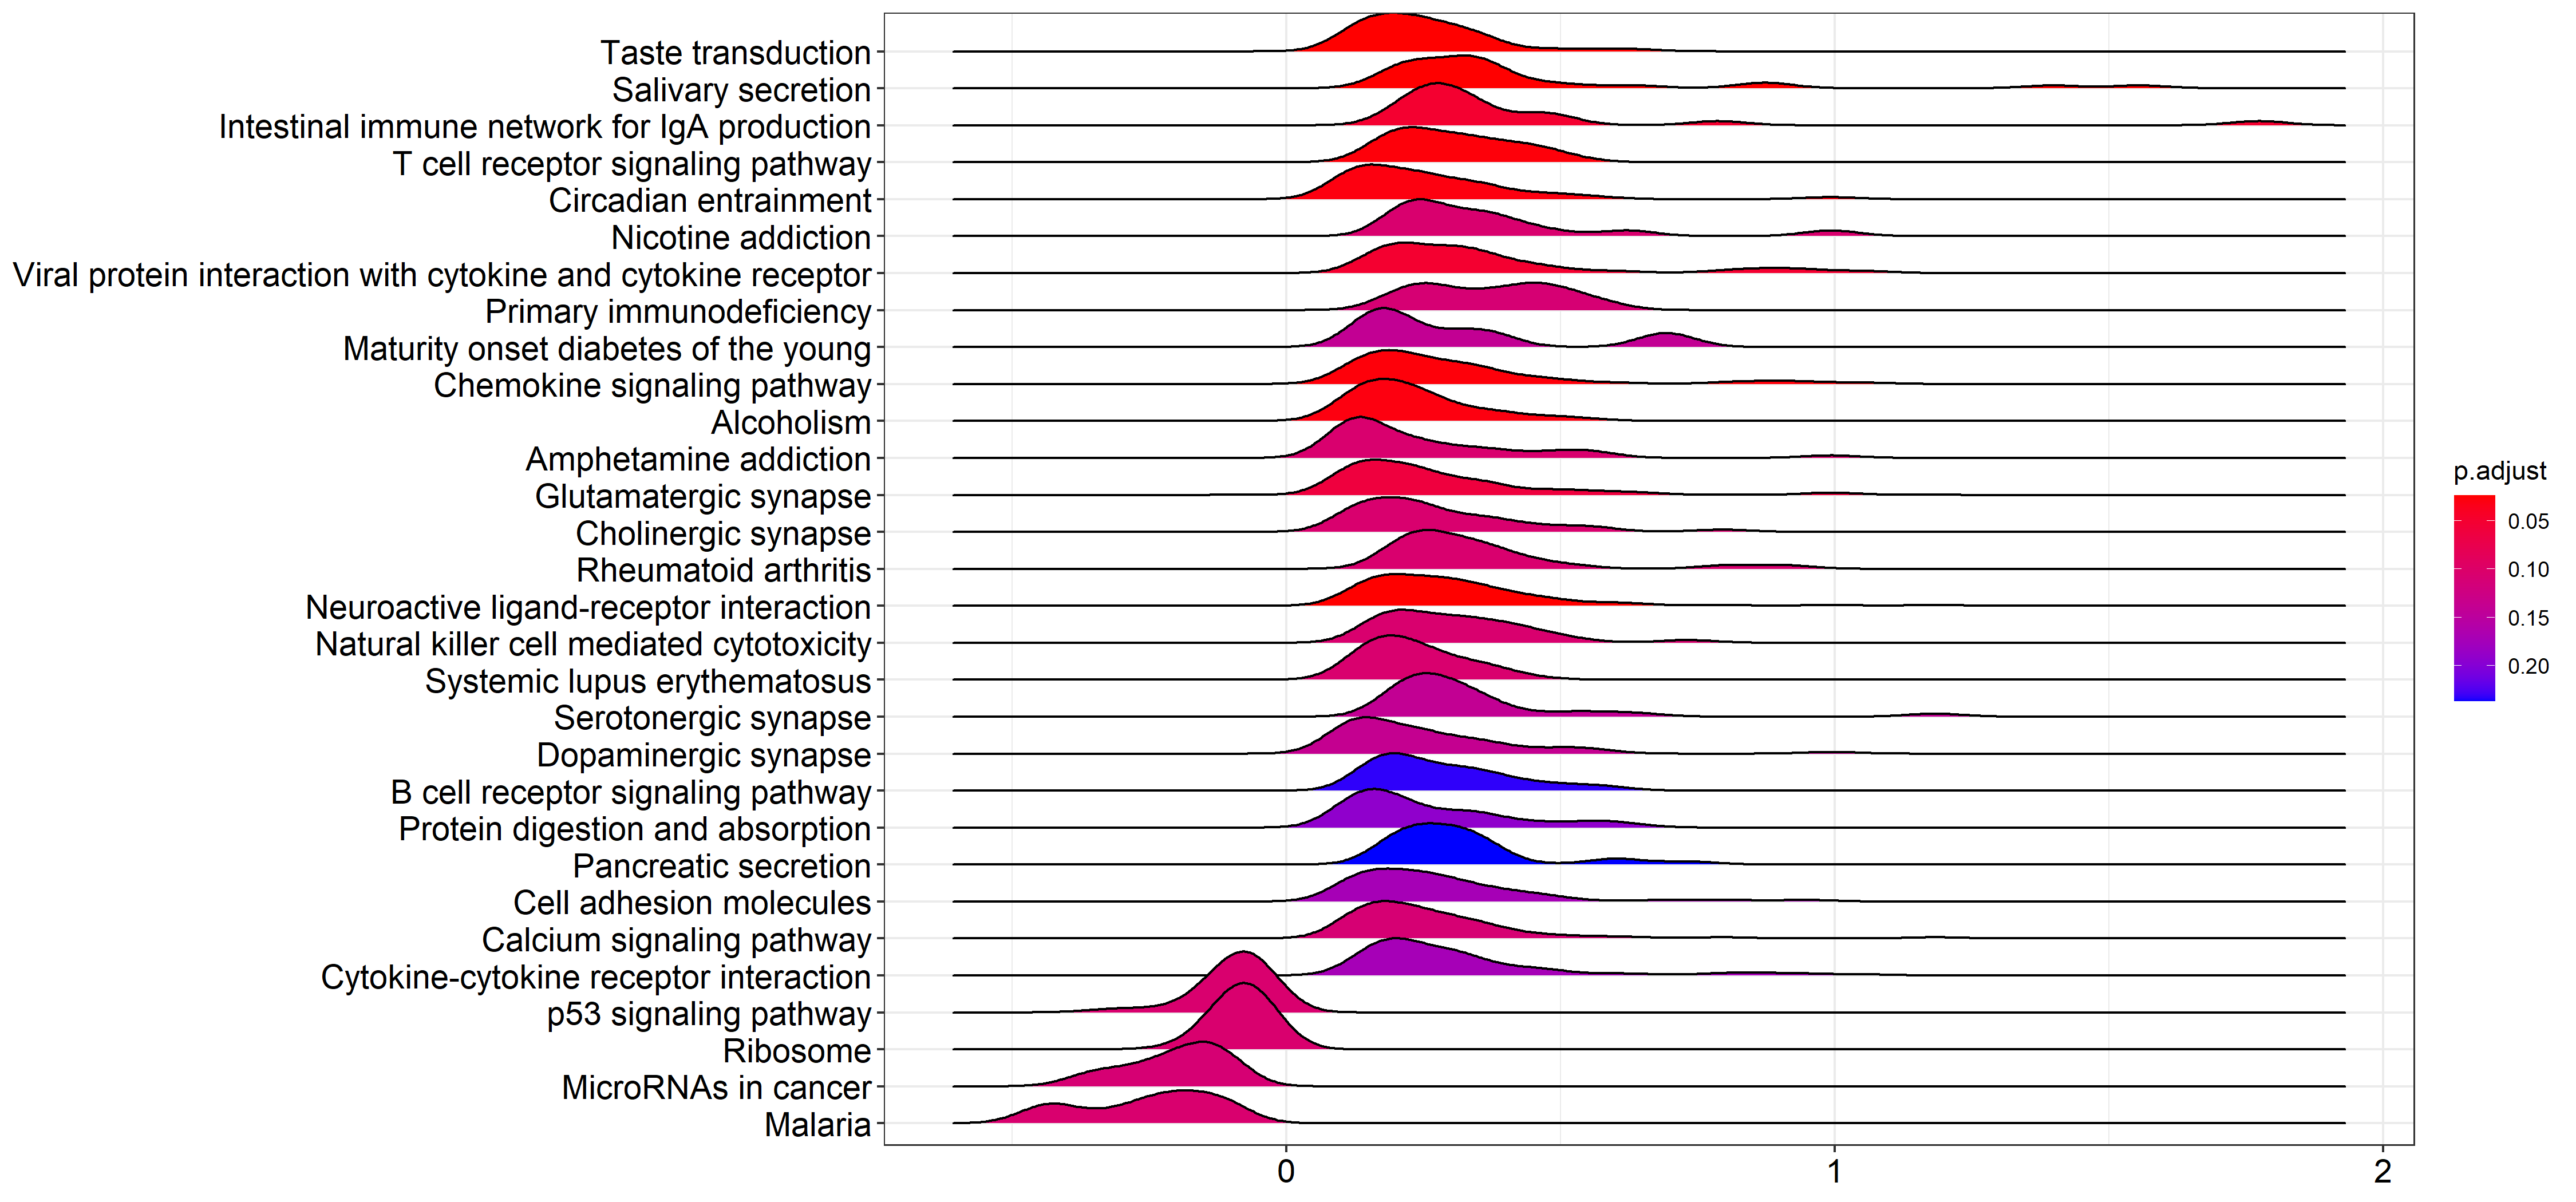 Taste transduction
Salivary secretion
Intestinal immune network for IgA production
T cell receptor signaling pathway
Circadian entrainment
Nicotine addiction
Viral protein interaction with cytokine and cytokine receptor
Primary immunodeficiency
Maturity onset diabetes of the young
Chemokine signaling pathway
Alcoholism
Amphetamine addiction
Glutamatergic synapse
Cholinergic synapse
Rheumatoid arthritis
Neuroactive ligand-receptor interaction
Natural killer cell mediated cytotoxicity
Systemic lupus erythematosus
Serotonergic synapse
Dopaminergic synapse
B cell receptor signaling pathway
Protein digestion and absorption
Pancreatic secretion
Cell adhesion molecules
Calcium signaling pathway
Cytokine-cytokine receptor interaction
p53 signaling pathway
Ribosome
MicroRNAs in cancer
Malaria
0 1 2
p.adjust
0.05
0.10
0.15
0.20